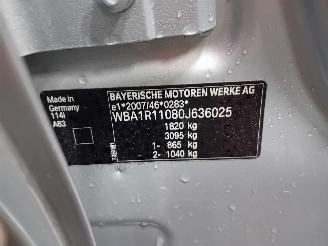 Made in
Germany
114i
A83
BAYERISCHE MOTOREN WERKE AG
e1*2007/46*0283*
WBA1R11080J636025
1820 kg
3095 kg
1- 865 kg
2- 1040 kg